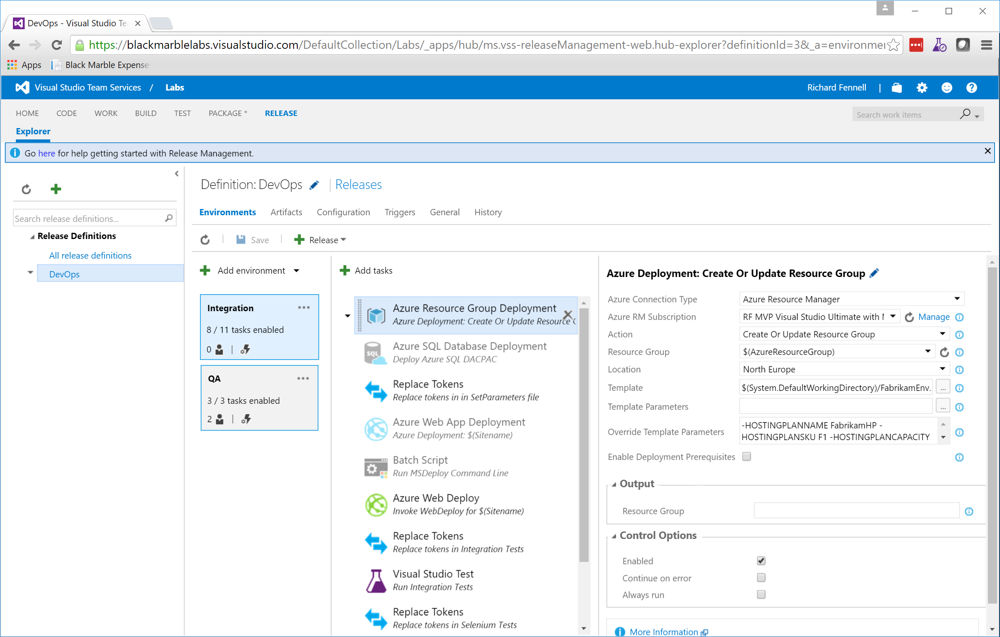 DevOps - Visual Studio Te
https://blackmarblelabs.visualstudio.com/DefaultCollection/Labs/_apps/hub/ms.vss-releaseManagement-web.hub-explorer?definitionId=3&_a=environmen
Apps Black Marble Expense
Visual Studio Team Services / Labs
Richard Fennell |
HOME CODE WORK BUILD TEST PACKAGE * RELEASE
Search work items
Explorer
Go here for help getting started with Release Management.
Search release definitions...
Release Definitions
All release definitions
DevOps
Definition: DevOps | Releases
Environments Artifacts Configuration Triggers General History
Save Release
Add environment
Integration ...
8 / 11 tasks enabled
0 |
QA ...
3 / 3 tasks enabled
2 |
Add tasks
Azure Resource Group Deployment
Azure Deployment: Create Or Update Resource G
Azure SQL Database Deployment
Deploy Azure SQL DACPAC
Replace Tokens
Replace tokens in in SetParameters file
Azure Web App Deployment
Azure Deployment: $(Sitename)
Batch Script
Run MSDeploy Command Line
Azure Web Deploy
Invoke WebDeploy for $(Sitename)
Replace Tokens
Replace tokens in Integration Tests
Visual Studio Test
Run Integration Tests
Replace Tokens
Replace tokens in Selenium Tests
Azure Deployment: Create Or Update Resource Group
Azure Connection Type Azure Resource Manager
Azure RM Subscription RF MVP Visual Studio Ultimate with Manage
Action Create Or Update Resource Group
Resource Group $(AzureResourceGroup)
Location North Europe
Template $(System.DefaultWorkingDirectory)/FabrikamEnv. ...
Template Parameters ...
Override Template Parameters -HOSTINGPLANNAME FabrikamHP -
HOSTINGPLANSKU F1 -HOSTINGPLANCAPACITY
Enable Deployment Prerequisites
Output
Resource Group
Control Options
Enabled
Continue on error
Always run
More Information